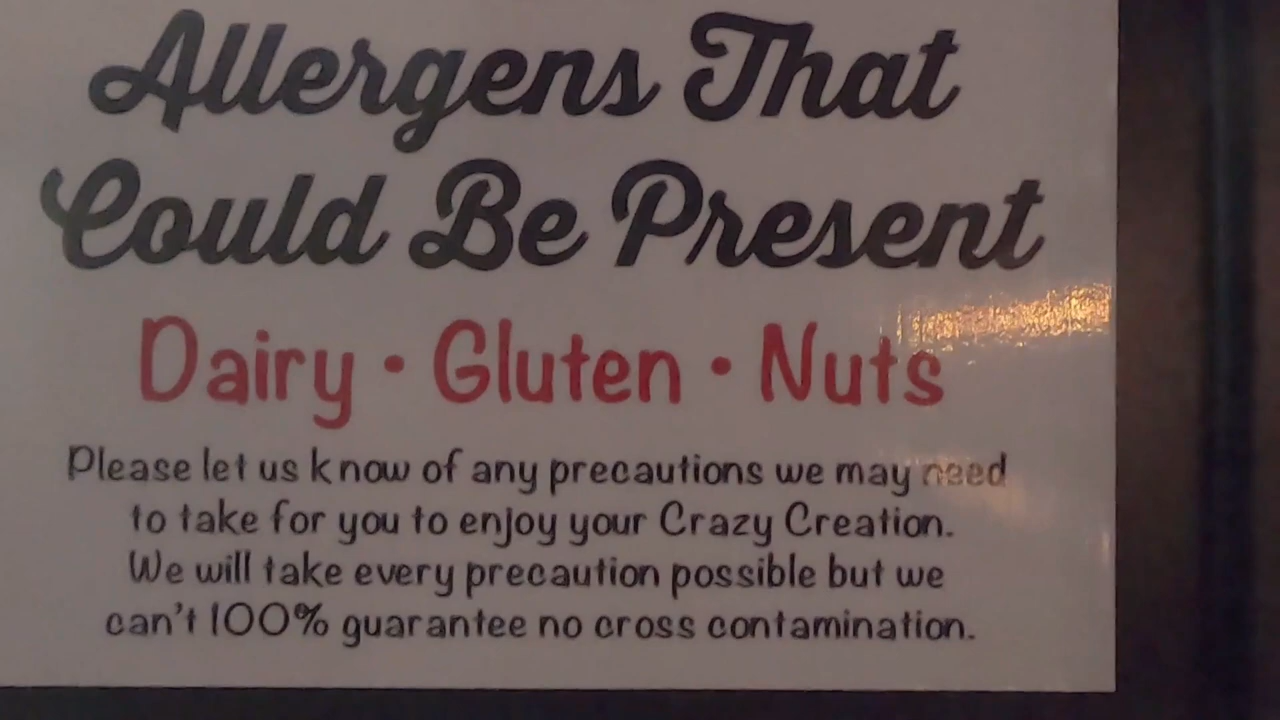 Allergens That
Could Be Present
Dairy • Gluten • Nuts
Please let us know of any precautions we may need
to take for you to enjoy your Crazy Creation.
We will take every precaution possible but we
can't 100% guarantee no cross contamination.